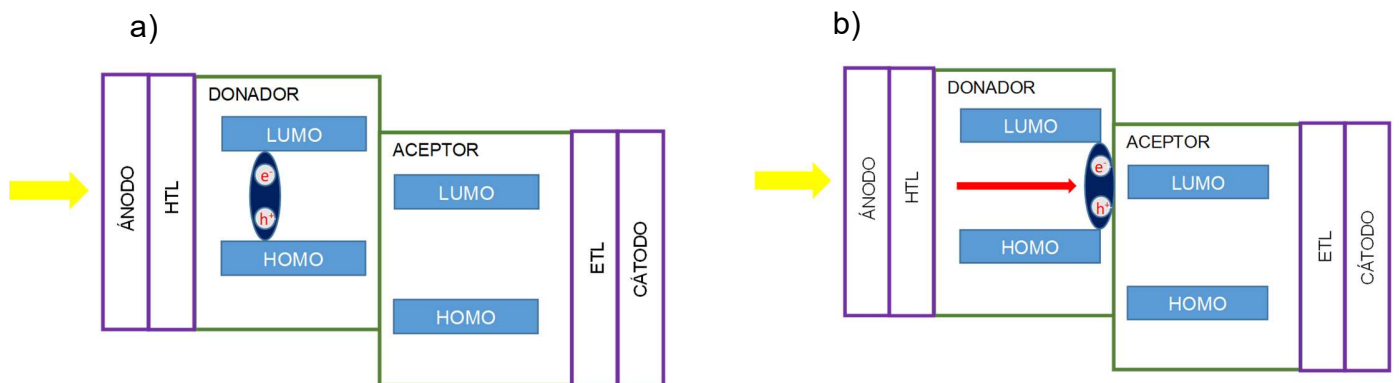 a)
DONADOR
LUMO
ACEPTOR
e-
LUMO
h+
HOMO
HOMO
ÁNODO
HTL
ETL
CÁTODO
b)
DONADOR
LUMO
ACEPTOR
e-
LUMO
h+
HOMO
HOMO
ÁNODO
HTL
ETL
CÁTODO